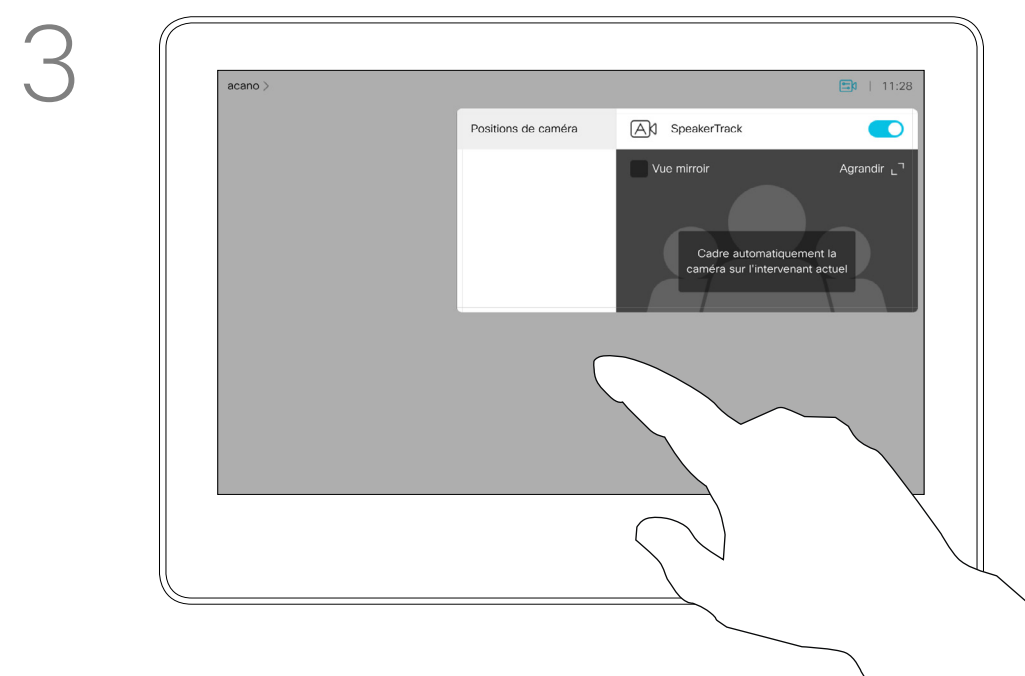 3
acano >
| 11:28
Positions de caméra
SpeakerTrack
Vue mirroir
Agrandir
Cadre automatiquement la
caméra sur l'intervenant actuel